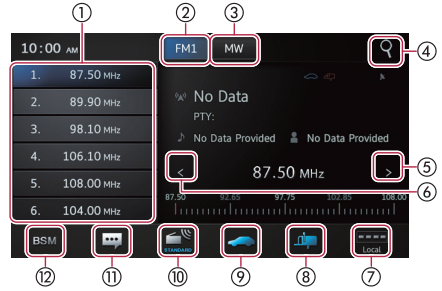 ① ② ③
10:00 AM FM1 MW ④
1. 87.50 MHz
2. 89.90 MHz
3. 98.10 MHz
4. 106.10 MHz
5. 108.00 MHz
6. 104.00 MHz
No Data
PTY:
No Data Provided No Data Provided
< 87.50 MHz > ⑤
⑥
87.50 92.65 97.75 102.85 108.00
BSM STANDARD Local
⑫ ⑪ ⑩ ⑨ ⑧ ⑦